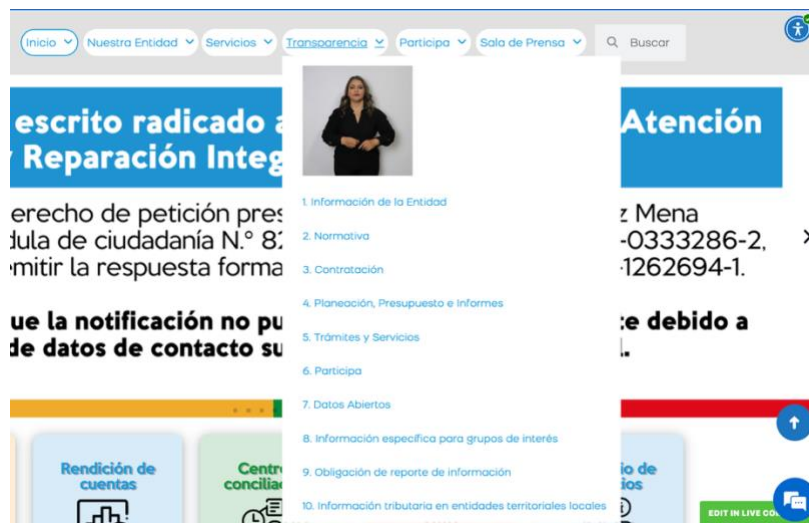 Inicio
Nuestra Entidad
Servicios
Transparencia
Participa
Sala de Prensa
Buscar
escrito radicado
Atención
Reparación Integ
erecho de petición pres
z Mena
dula de ciudadanía N.° 82
-0333286-2,
emitir la respuesta forma
-1262694-1.
ue la notificación no pu
te debido a
de datos de contacto su
1. Información de la Entidad
2. Normativa
3. Contratación
4. Planeación, Presupuesto e Informes
5. Trámites y Servicios
6. Participa
7. Datos Abiertos
8. Información específica para grupos de interés
9. Obligación de reporte de información
10. Información tributaria en entidades territoriales locales
Rendición de
cuentas
Centr
concilia
io de
ios
EDIT IN LIVE CO